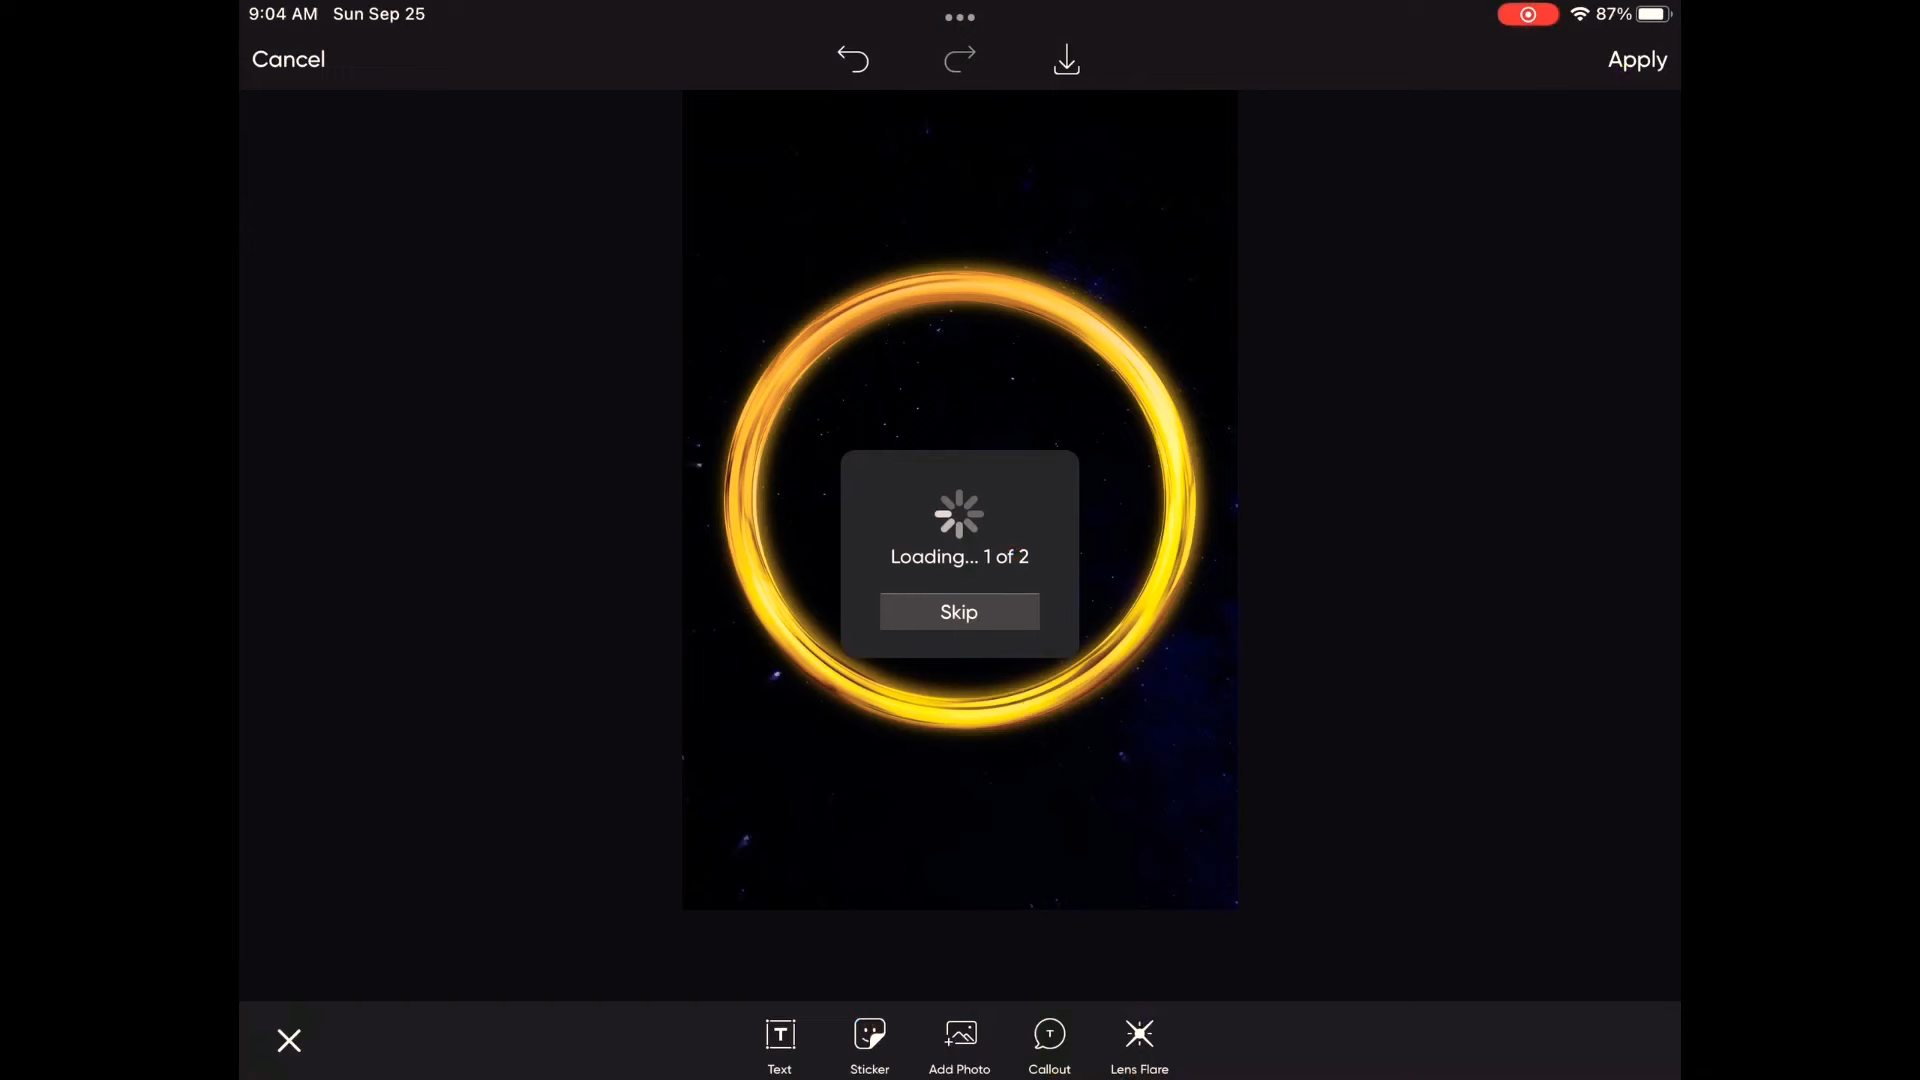 9:04 AM Sun Sep 25
87%
Cancel
Apply
Loading... 1 of 2
Skip
T
T
Text
Sticker
Add Photo
Callout
Lens Flare